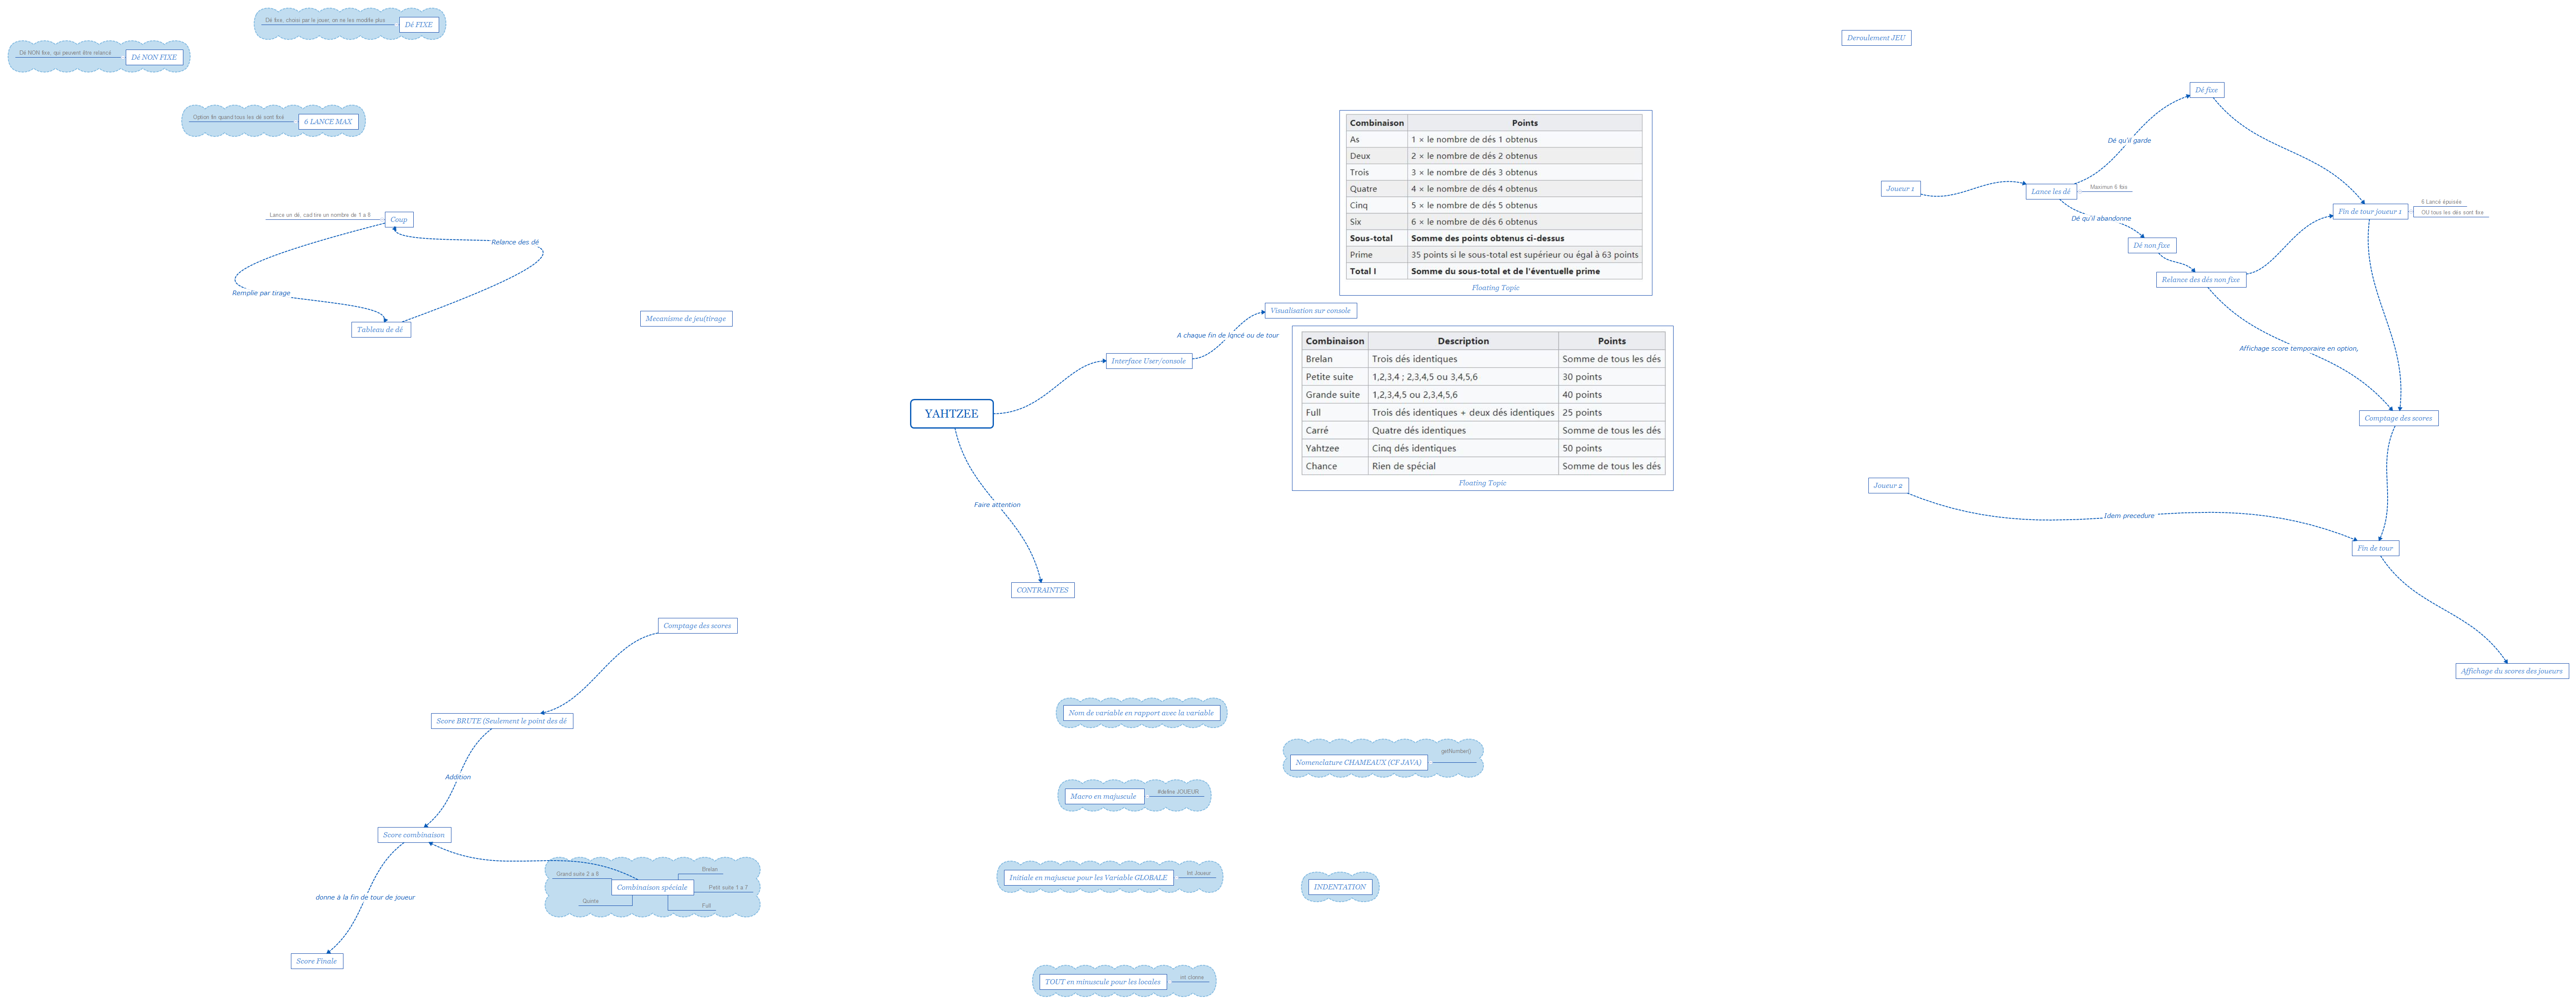 Dé fixe, choisi par le jouer, on ne les modifie plus
Dé FIXE
Dé NON fixe, qui peuvent être relancé
Dé NON FIXE
Option fin quand tous les dé sont fixé
6 LANCE MAX
Lance un dé, cad tire un nombre de 1 a 6
Coup
Relance des dé
Remplie par tirage
Tableau de dé
Mecanisme de jeu(tirage
YAHTZEE
Interface User/console
A chaque fin de lancé ou de tour
Visualisation sur console
Faire attention
CONTRAINTES
Combinaison Points
As 1 × le nombre de dés 1 obtenus
Deux 2 × le nombre de dés 2 obtenus
Trois 3 × le nombre de dés 3 obtenus
Quatre 4 × le nombre de dés 4 obtenus
Cinq 5 × le nombre de dés 5 obtenus
Six 6 × le nombre de dés 6 obtenus
Sous-total Somme des points obtenus ci-dessus
Prime 35 points si le sous-total est supérieur ou égal à 63 points
Total I Somme du sous-total et de l'éventuelle prime
Floating Topic
Combinaison Description Points
Brelan Trois dés identiques Somme de tous les dés
Petite suite 1,2,3,4 ; 2,3,4,5 ou 3,4,5,6 30 points
Grande suite 1,2,3,4,5 ou 2,3,4,5,6 40 points
Full Trois dés identiques + deux dés identiques 25 points
Carré Quatre dés identiques Somme de tous les dés
Yahtzee Cinq dés identiques 50 points
Chance Rien de spécial Somme de tous les dés
Floating Topic
Deroulement JEU
Dé fixe
Dé qu'il garde
Joueur 1
Lance les dé
Maximun 6 fois
Dé qu'il abandonne
Dé non fixe
Relance des dés non fixe
Fin de tour joueur 1
6 Lancé épuisée
OU tous les dés sont fixe
Affichage score temporaire en option,
Comptage des scores
Joueur 2
Idem precedure
Fin de tour
Affichage du scores des joueurs
Comptage des scores
Score BRUTE (Seulement le point des dé
Addition
Score combinaison
Combinaison spéciale
Grand suite 2 a 6
Brelan
Petit suite 1 a 7
Full
donne à la fin de tour de joueur
Score Finale
Nom de variable en rapport avec la variable
Nomenclature CHAMEAUX (CF JAVA)
getNumber()
Macro en majuscule
#define JOUEUR
Initiale en majuscue pour les Variable GLOBALE
Int Joueur
INDENTATION
TOUT en minuscule pour les locales